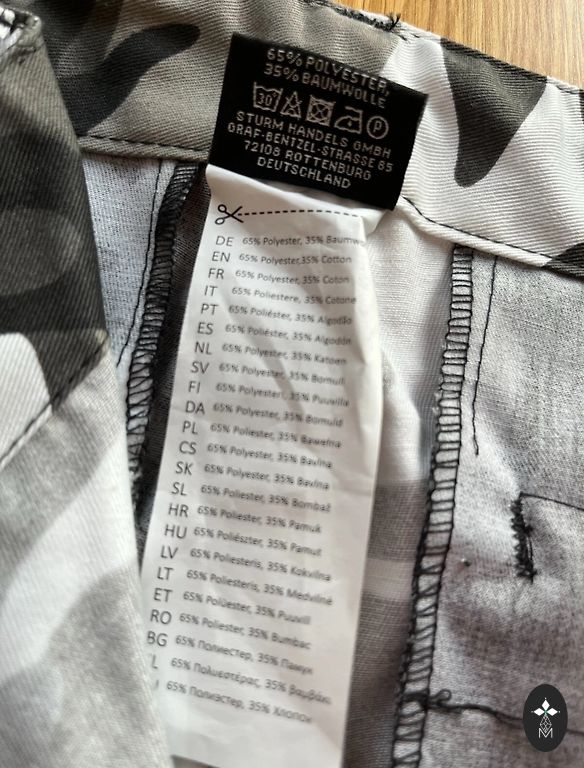 65% POLYESTER,
35% BAUMWOLLE
30 P
STURM HANDELS GMBH
GRAF-BENTZEL-STRASSE 85
72108 ROTTENBURG
DEUTSCHLAND
DE 65% Polyester, 35% Baumwo
EN 65% Polyester,35% Cotton
FR 65% Polyester, 35% Coton
IT 65% Poliestere, 35% Cotone
PT 65% Poliéster, 35% Algodão
ES 65% Poliéster, 35% Algodón
NL 65% Polyester, 35% Katoen
SV 65% Polyester, 35% Bomull
FI 65% Polyesteri, 35% Puuvilla
DA 65% Polyester, 35% Bomuld
PL 65% Poliester, 35% Bawełna
CS 65% Polyester, 35% Bavlna
SK 65% Polyester, 35% Bavlna
SL 65% Poliester, 35% Bombaž
HR 65% Poliester, 35% Pamuk
HU 65% Poliészter, 35% Pamut
LV 65% Poliesteris, 35% Kokvilna
LT 65% Poliesteris, 35% Medvilnė
ET 65% Polüester, 35% Puuvill
RO 65% Poliester, 35% Bumbac
BG 65% Полиестер, 35% Памук
L 65% Πολυεστέρας, 35% Βαμβάκι
65% Полиэстер, 35% Хлопок
M